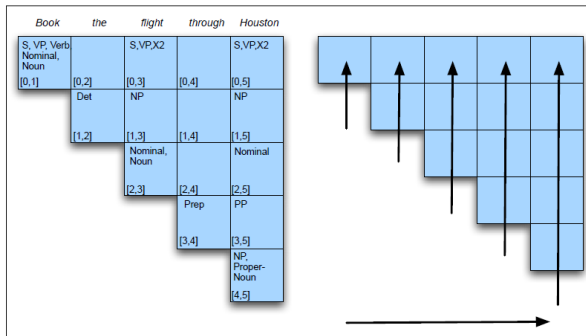 Book the flight through Houston
S, VP, Verb, S,VP,X2 S,VP,X2
Nominal,
Noun
[0,1] [0,2] [0,3] [0,4] [0,5]
Det NP NP
[1,2] [1,3] [1,4] [1,5]
Nominal, Nominal
Noun
[2,3] [2,4] [2,5]
Prep PP
[3,4] [3,5]
NP,
Proper-
Noun
[4,5]